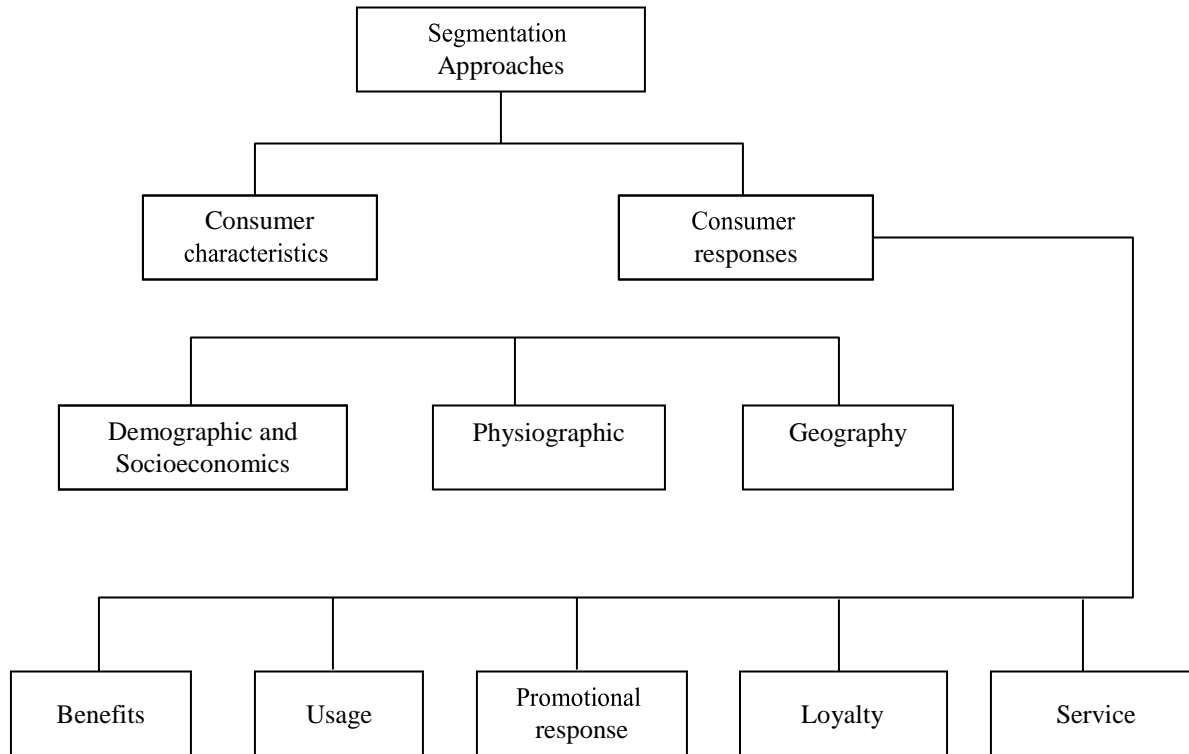 Segmentation
Approaches
Consumer
characteristics
Consumer
responses
Demographic and
Socioeconomics
Physiographic
Geography
Benefits
Usage
Promotional
response
Loyalty
Service